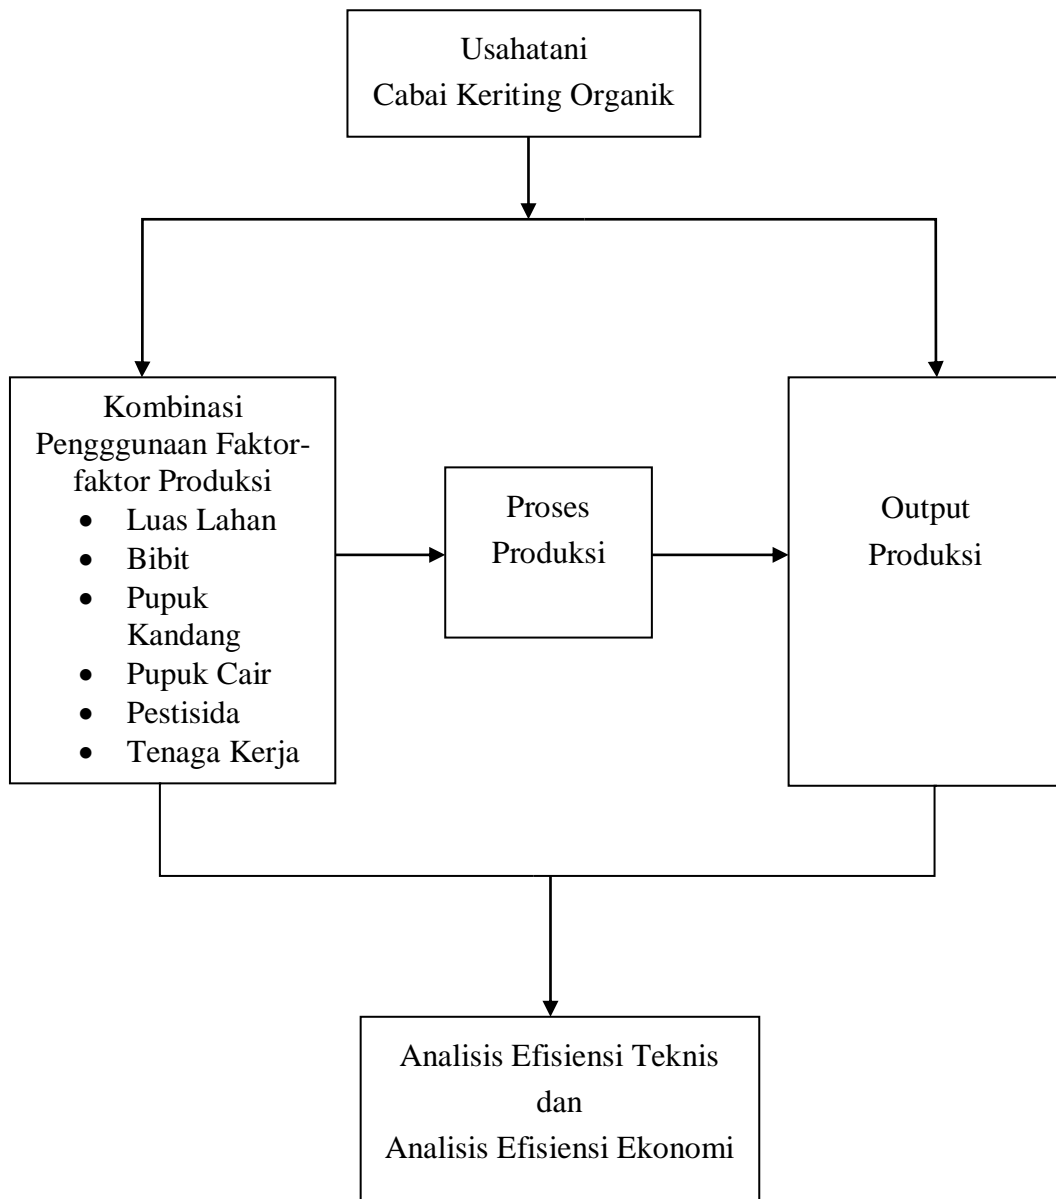 Usahatani
Cabai Keriting Organik
Kombinasi
Pengggunaan Faktor-
faktor Produksi
• Luas Lahan
• Bibit
• Pupuk
Kandang
• Pupuk Cair
• Pestisida
• Tenaga Kerja
Proses
Produksi
Output
Produksi
Analisis Efisiensi Teknis
dan
Analisis Efisiensi Ekonomi